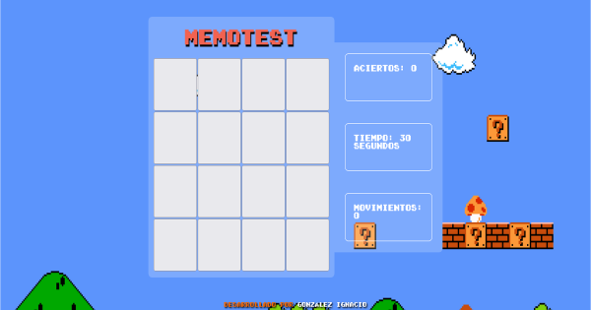 MEMOTEST
ACIERTOS: 0
TIEMPO: 30
SEGUNDOS
MOVIMIENTOS:
0
DESARROLLADO POR GONZALEZ IGNACIO